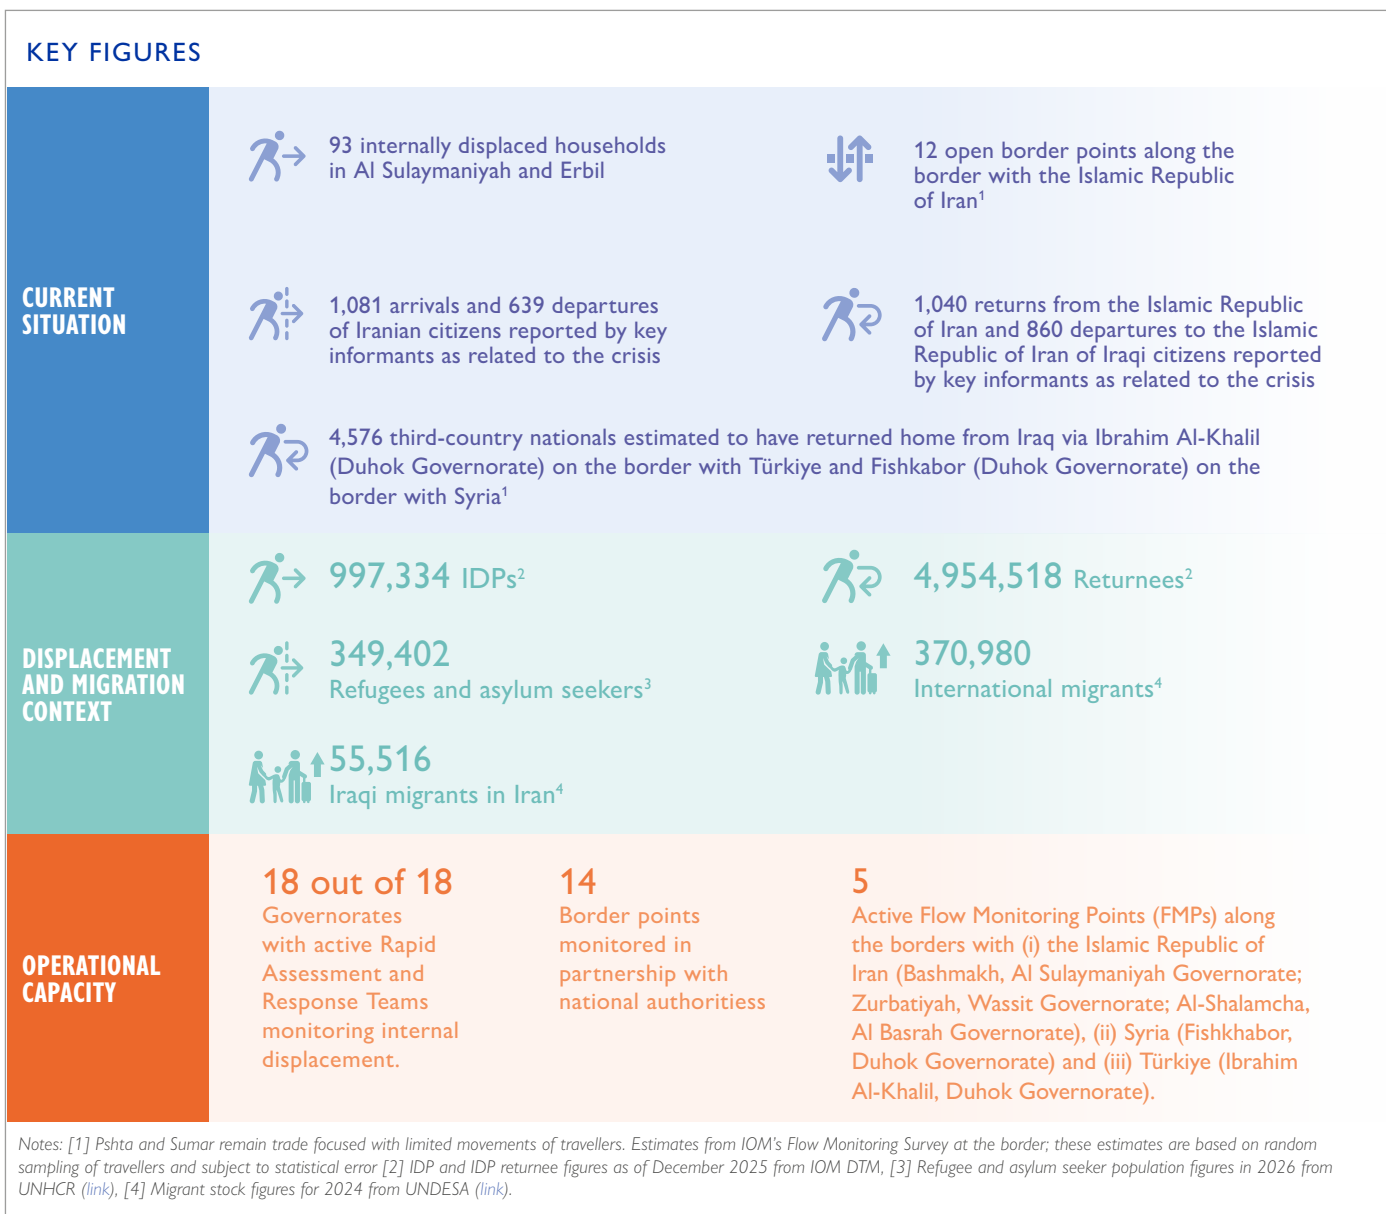 KEY FIGURES
CURRENT
SITUATION
93 internally displaced households
in Al Sulaymaniyah and Erbil
12 open border points along the
border with the Islamic Republic
of Iran1
1,081 arrivals and 639 departures
of Iranian citizens reported by key
informants as related to the crisis
1,040 returns from the Islamic Republic
of Iran and 860 departures to the Islamic
Republic of Iran of Iraqi citizens reported
by key informants as related to the crisis
4,576 third-country nationals estimated to have returned home from Iraq via Ibrahim Al-Khalil
(Duhok Governorate) on the border with Türkiye and Fishkabor (Duhok Governorate) on the
border with Syria1
DISPLACEMENT
AND MIGRATION
CONTEXT
997,334 IDPs2
4,954,518 Returnees2
349,402
Refugees and asylum seekers3
370,980
International migrants4
55,516
Iraqi migrants in Iran4
OPERATIONAL
CAPACITY
18 out of 18
Governorates
with active Rapid
Assessment and
Response Teams
monitoring internal
displacement.
14
Border points
monitored in
partnership with
national authoritiess
5
Active Flow Monitoring Points (FMPs) along
the borders with (i) the Islamic Republic of
Iran (Bashmakh, Al Sulaymaniyah Governorate;
Zurbatiyah, Wassit Governorate; Al-Shalamcha,
Al Basrah Governorate), (ii) Syria (Fishkhabor,
Duhok Governorate) and (iii) Türkiye (Ibrahim
Al-Khalil, Duhok Governorate).
Notes: [1] Pshta and Sumar remain trade focused with limited movements of travellers. Estimates from IOM's Flow Monitoring Survey at the border; these estimates are based on random
sampling of travellers and subject to statistical error [2] IDP and IDP returnee figures as of December 2025 from IOM DTM, [3] Refugee and asylum seeker population figures in 2026 from
UNHCR (link), [4] Migrant stock figures for 2024 from UNDESA (link).